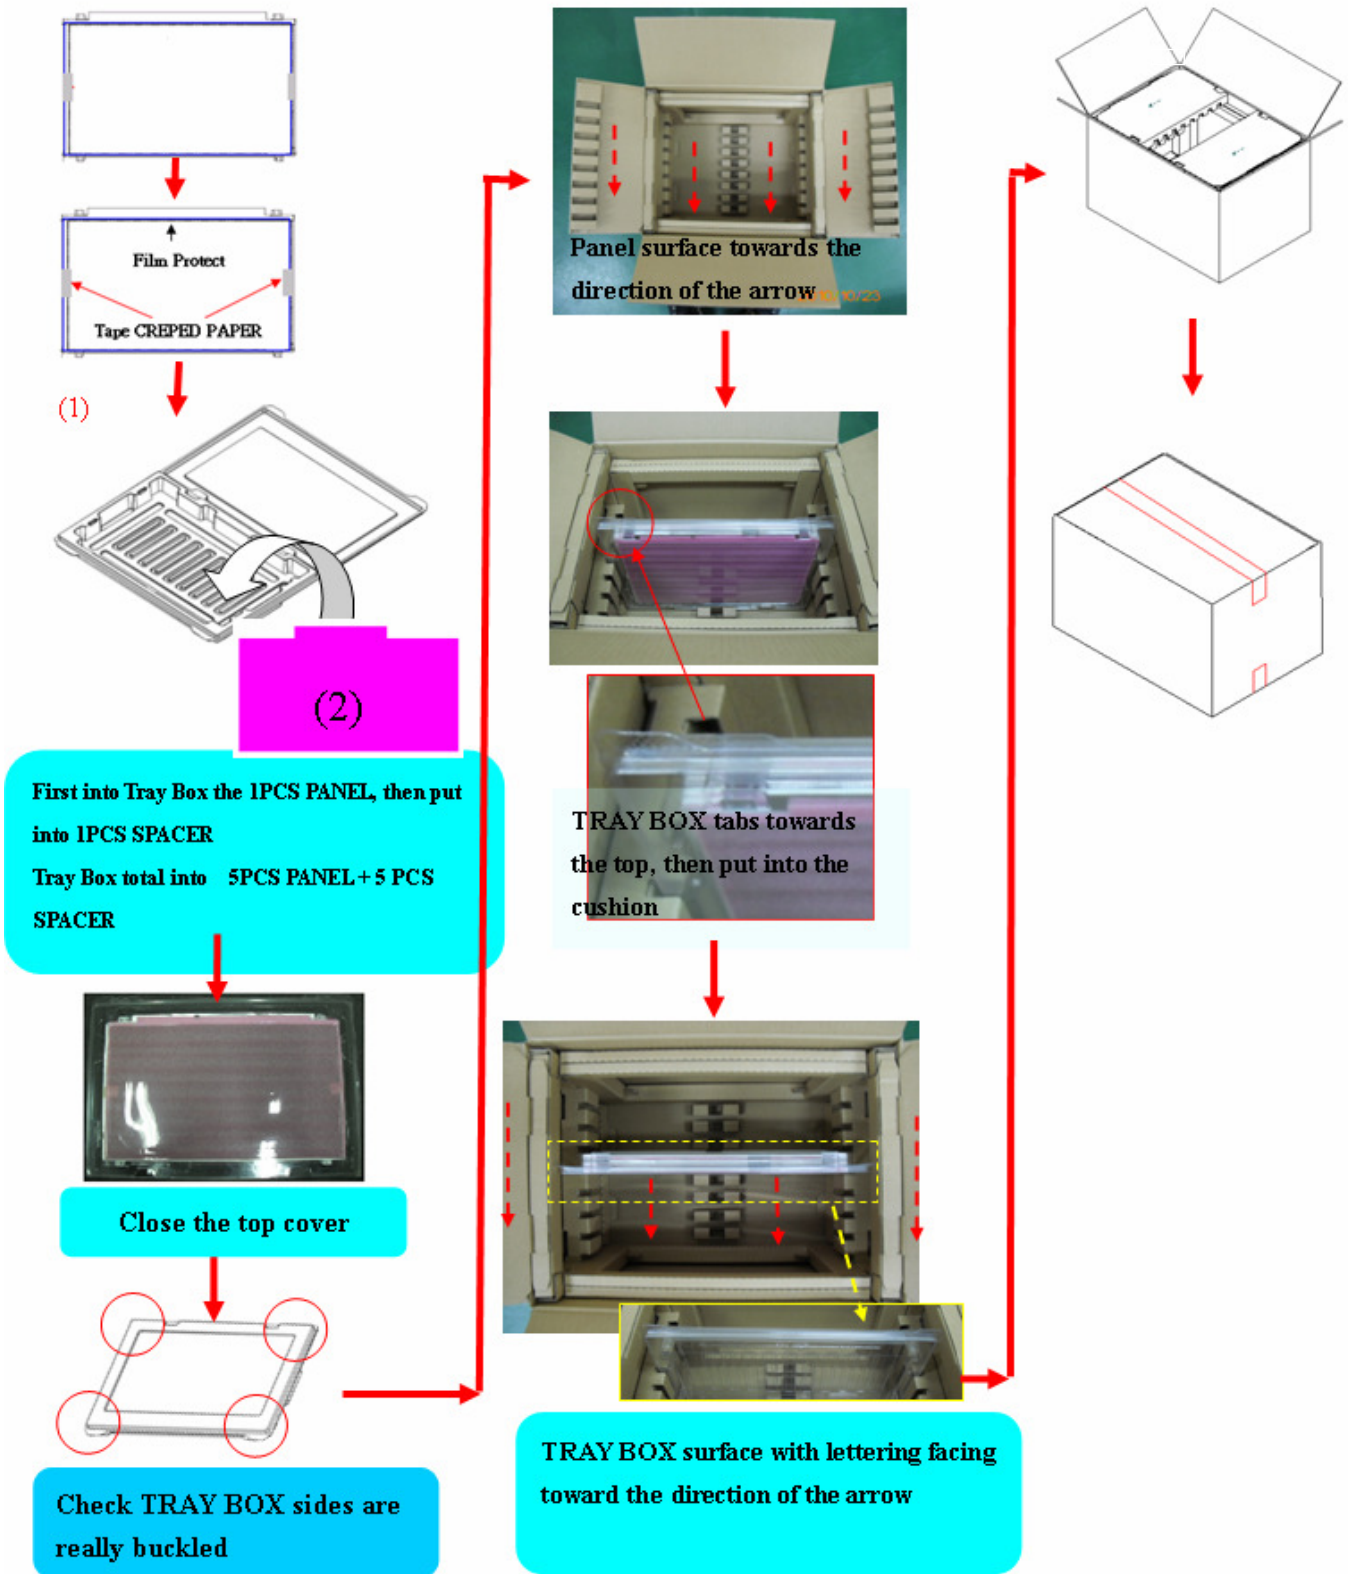 Film Protect
Tape CREPED PAPER
(1)
(2)
First into Tray Box the 1PCS PANEL, then put
into 1PCS SPACER
Tray Box total into 5PCS PANEL + 5 PCS
SPACER
Close the top cover
Check TRAY BOX sides are
really buckled
Panel surface towards the
direction of the arrow
10/23
TRAY BOX tabs towards
the top, then put into the
cushion
TRAY BOX surface with lettering facing
toward the direction of the arrow